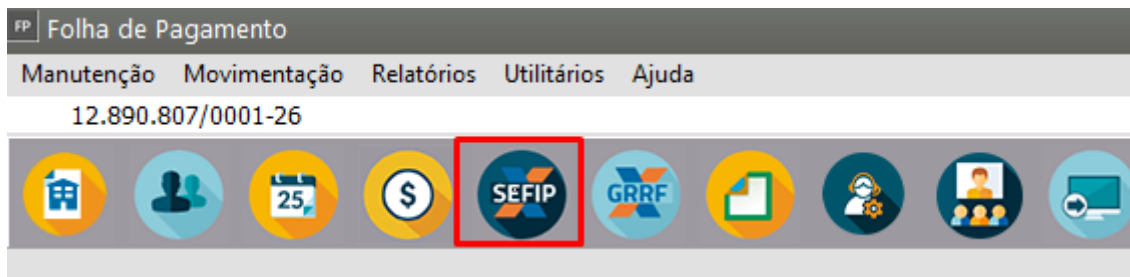 FP Folha de Pagamento
Manutenção Movimentação Relatórios Utilitários Ajuda
12.890.807/0001-26
25 $ SEFIP GRRF